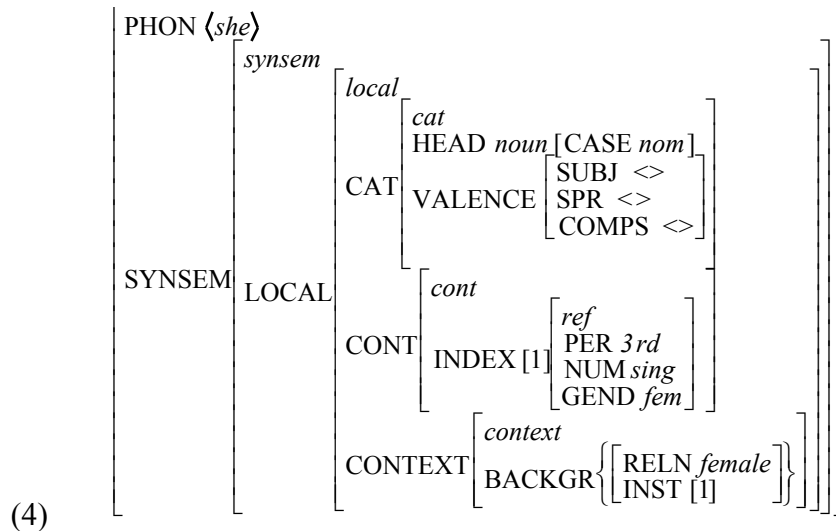 PHON ⟨she⟩
synsem
local
cat
HEAD noun [CASE nom]
SUBJ <>
CAT
VALENCE
SPR <>
COMPS <>
SYNSEM
LOCAL
cont
ref
PER 3rd
CONT
INDEX [1]
NUM sing
GEND fem
context
CONTEXT
BACKGR
{[RELN female
INST [1]]}
(4)